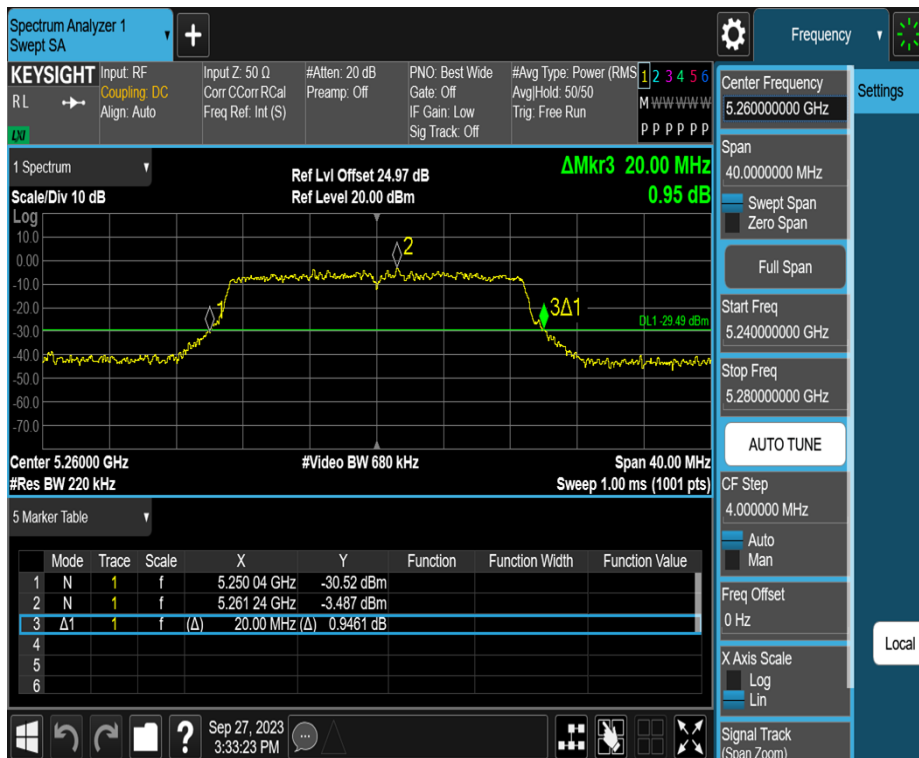 Spectrum Analyzer 1
Swept SA
Frequency
KEYSIGHT
RL
LXI
Input: RF
Coupling: DC
Align: Auto
Input Z: 50 Ω
Corr CCorr RCal
Freq Ref: Int (S)
#Atten: 20 dB
Preamp: Off
PNO: Best Wide
Gate: Off
IF Gain: Low
Sig Track: Off
#Avg Type: Power (RMS
Avg|Hold: 50/50
Trig: Free Run
1 2 3 4 5 6
M W W W W W
P P P P P P
Center Frequency
5.260000000 GHz
Settings
Span
40.0000000 MHz
Swept Span
Zero Span
Full Span
Start Freq
5.240000000 GHz
Stop Freq
5.280000000 GHz
AUTO TUNE
CF Step
4.000000 MHz
Auto
Man
Freq Offset
0 Hz
X Axis Scale
Log
Lin
Signal Track
(Span Zoom)
Local
1 Spectrum
Scale/Div 10 dB
Ref Lvl Offset 24.97 dB
Ref Level 20.00 dBm
ΔMkr3 20.00 MHz
0.95 dB
Log
10.0
0.00
-10.0
-20.0
-30.0
-40.0
-50.0
-60.0
-70.0
1
2
3Δ1
DL1 -29.49 dBm
Center 5.26000 GHz
#Video BW 680 kHz
Span 40.00 MHz
#Res BW 220 kHz
Sweep 1.00 ms (1001 pts)
5 Marker Table
Mode Trace Scale X Y Function Function Width Function Value
1 N 1 f 5.250 04 GHz -30.52 dBm
2 N 1 f 5.261 24 GHz -3.487 dBm
3 Δ1 1 f (Δ) 20.00 MHz (Δ) 0.9461 dB
4
5
6
?
Sep 27, 2023
3:33:23 PM